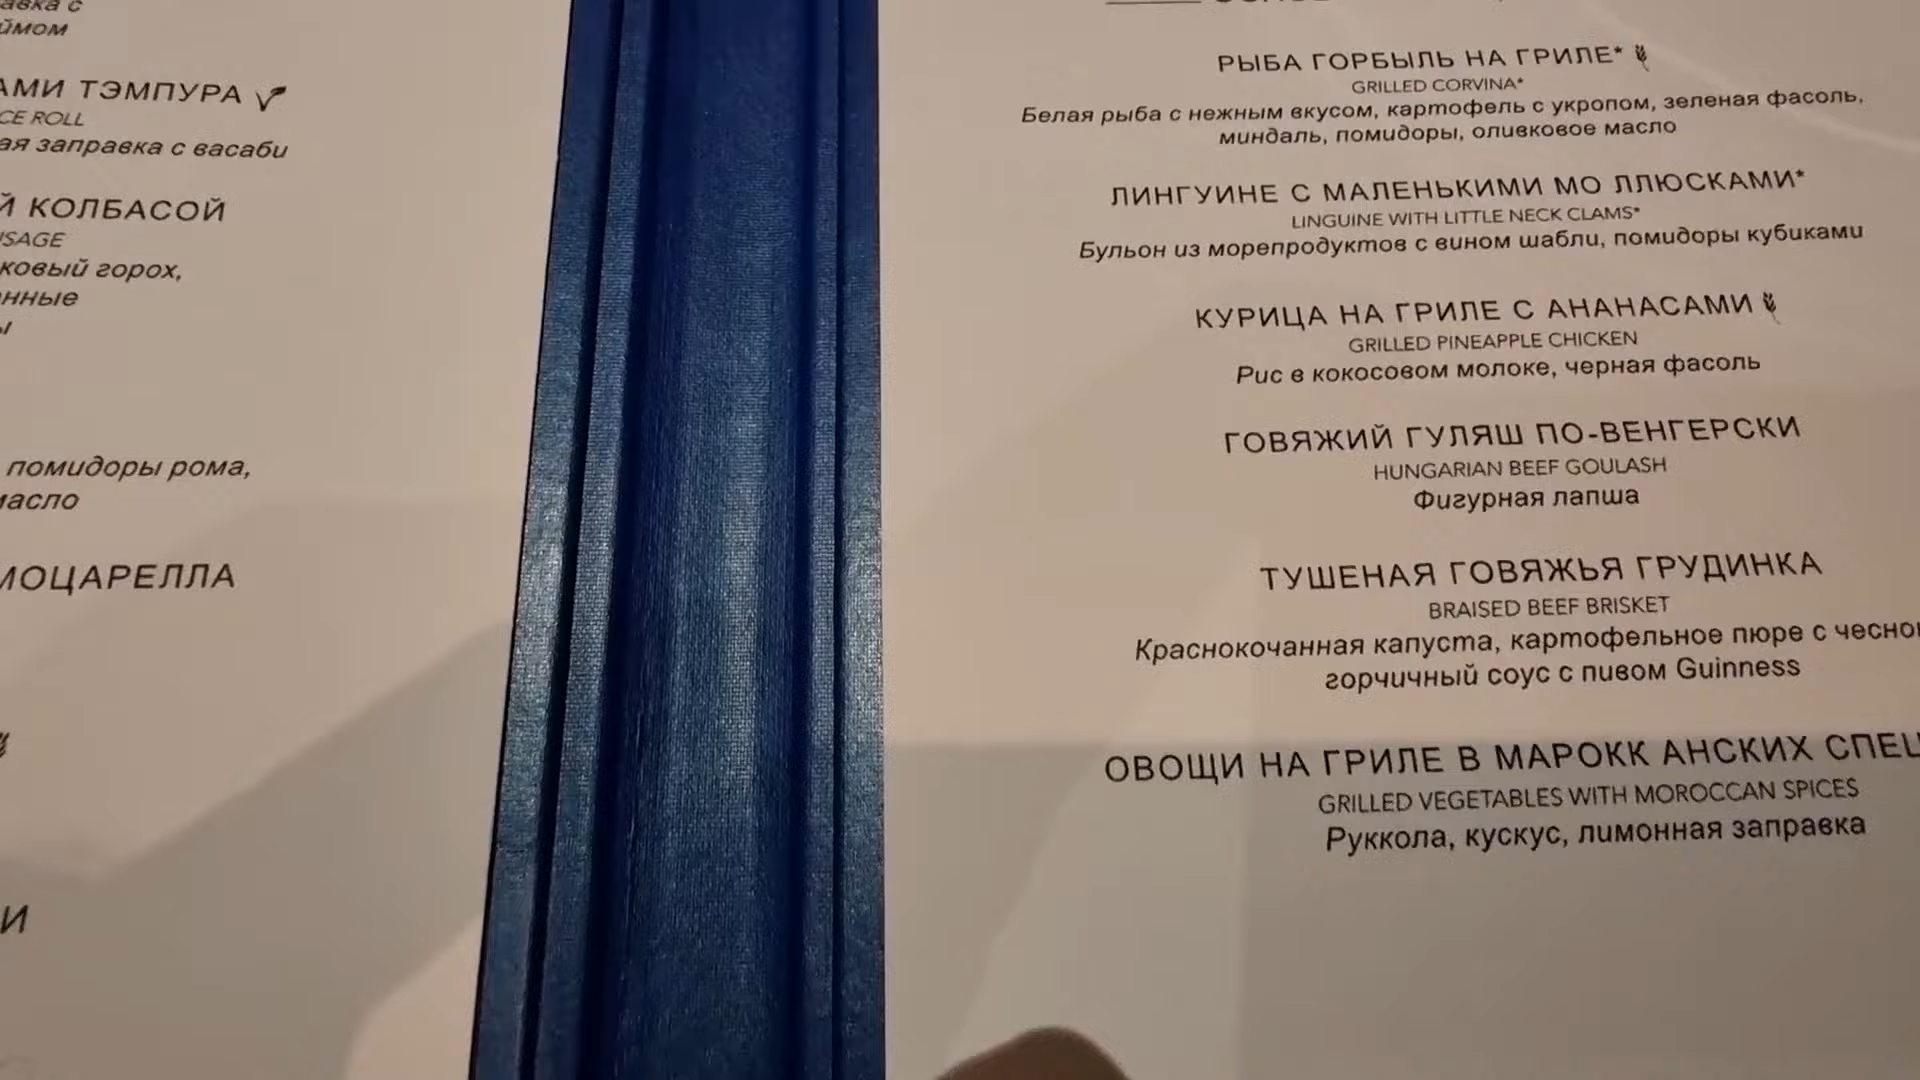 с
ТЭМПУРА
CE ROLL
заправка с васаби
КОЛБАСОЙ
горох,
помидоры рома,
масло
МОЦАРЕЛЛА
РЫБА ГОРБЫЛЬ НА ГРИЛЕ*
GRILLED CORVINA*
Белая рыба с нежным вкусом, картофель с укропом, зеленая фасоль,
миндаль, помидоры, оливковое масло
ЛИНГУИНЕ С МАЛЕНЬКИМИ МО ЛЛЮСКАМИ*
LINGUINE WITH LITTLE NECK CLAMS*
Бульон из морепродуктов с вином шабли, помидоры кубиками
КУРИЦА НА ГРИЛЕ С АНАНАСАМИ
GRILLED PINEAPPLE CHICKEN
Рис в кокосовом молоке, черная фасоль
ГОВЯЖИЙ ГУЛЯШ ПО-ВЕНГЕРСКИ
HUNGARIAN BEEF GOULASH
Фигурная лапша
ТУШЕНАЯ ГОВЯЖЬЯ ГРУДИНКА
BRAISED BEEF BRISKET
Краснокочанная капуста, картофельное пюре с чесно
горчичный соус с пивом Guinness
ОВОЩИ НА ГРИЛЕ В МАРОКК АНСКИХ СПЕЦ
GRILLED VEGETABLES WITH MOROCCAN SPICES
Руккола, кускус, лимонная заправка